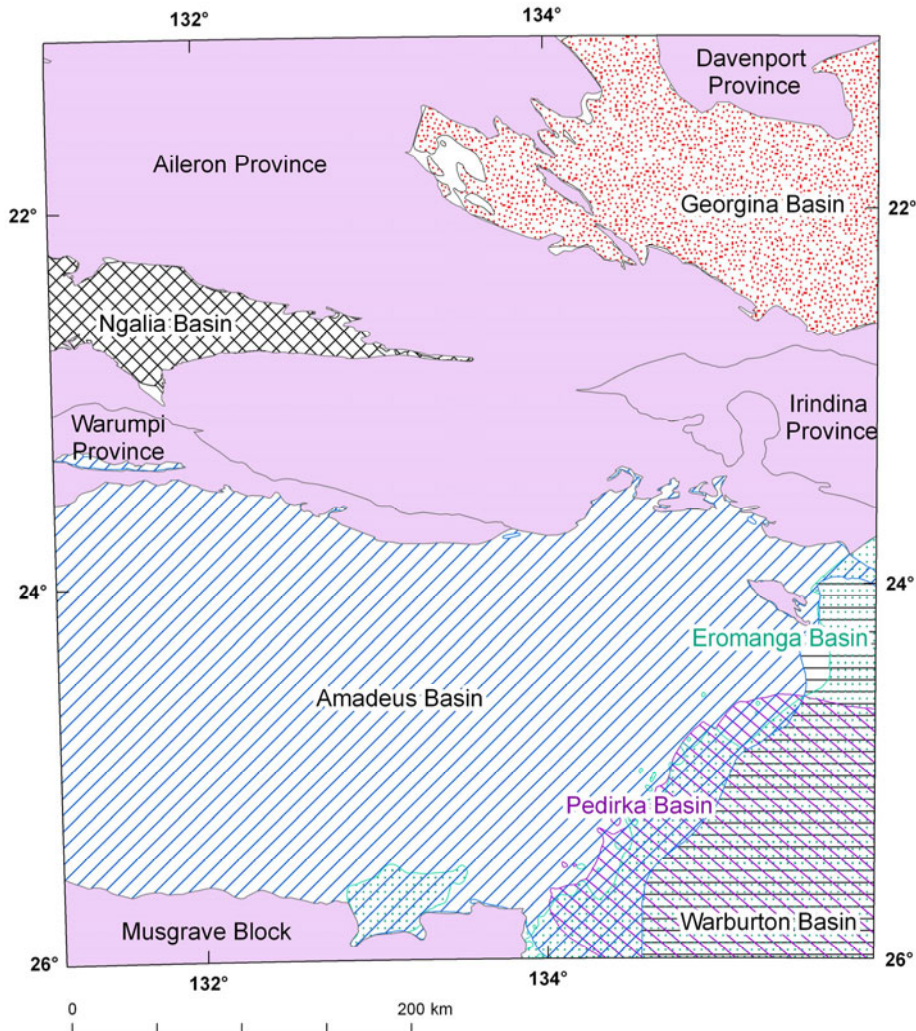 132°
134°
Davenport
Province
Aileron Province
Georgina Basin
22°
22°
Ngalia Basin
Irindina
Province
Warumpi
Province
24°
24°
Eromanga Basin
Amadeus Basin
Pedirka Basin
Warburton Basin
Musgrave Block
26°
26°
132°
134°
0
200 km